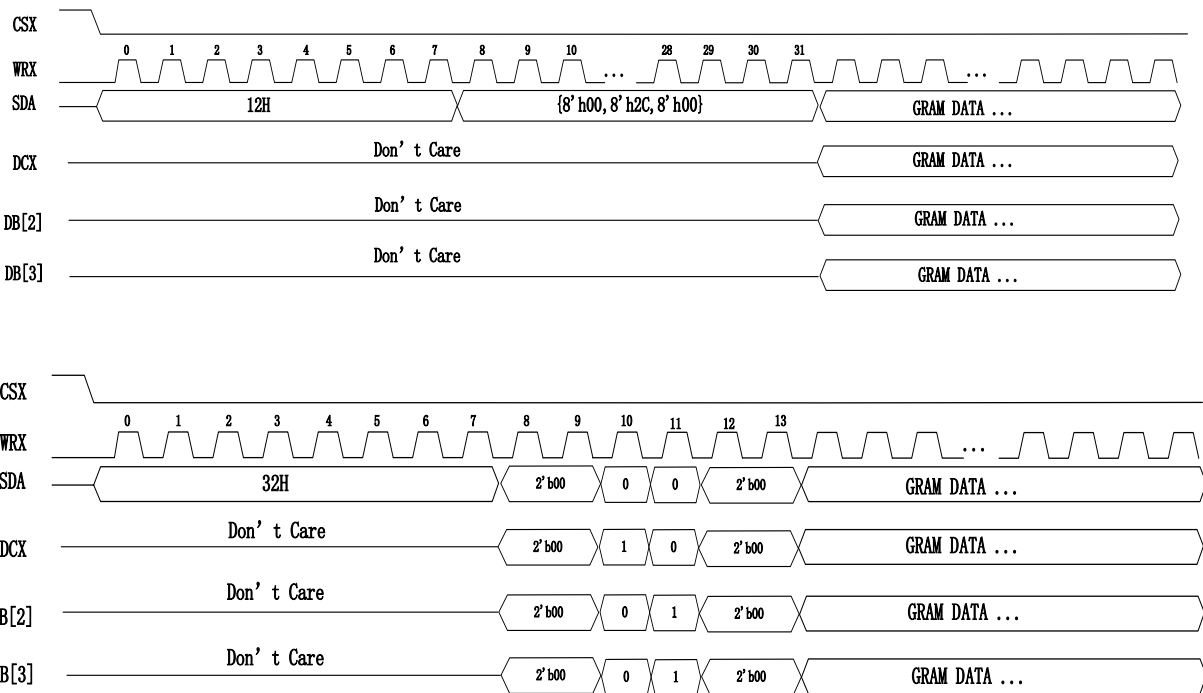 CSX
0 1 2 3 4 5 6 7 8 9 10 28 29 30 31
WRX ... ...
SDA 12H {8'h00,8'h2C,8'h00} GRAM DATA ...
DCX Don't Care GRAM DATA ...
DB[2] Don't Care GRAM DATA ...
DB[3] Don't Care GRAM DATA ...
CSX
0 1 2 3 4 5 6 7 8 9 10 11 12 13
WRX ...
SDA 32H 2'b00 0 0 2'b00 GRAM DATA ...
DCX Don't Care 2'b00 1 0 2'b00 GRAM DATA ...
B[2] Don't Care 2'b00 0 1 2'b00 GRAM DATA ...
B[3] Don't Care 2'b00 0 1 2'b00 GRAM DATA ...